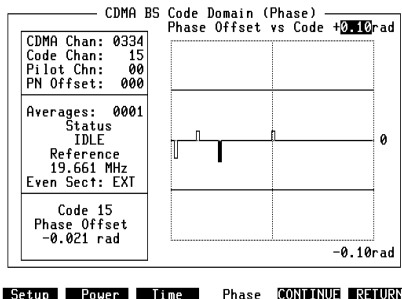 CDMA BS Code Domain (Phase)
Phase Offset vs Code +0.10rad
CDMA Chan: 0334
Code Chan: 15
Pilot Chn: 00
PN Offset: 000
Averages: 0001
Status
IDLE
Reference
19.661 MHz
Even Sect: EXT
0
Code 15
Phase Offset
-0.021 rad
-0.10rad
Setup Power Time Phase CONTINUE RETURN